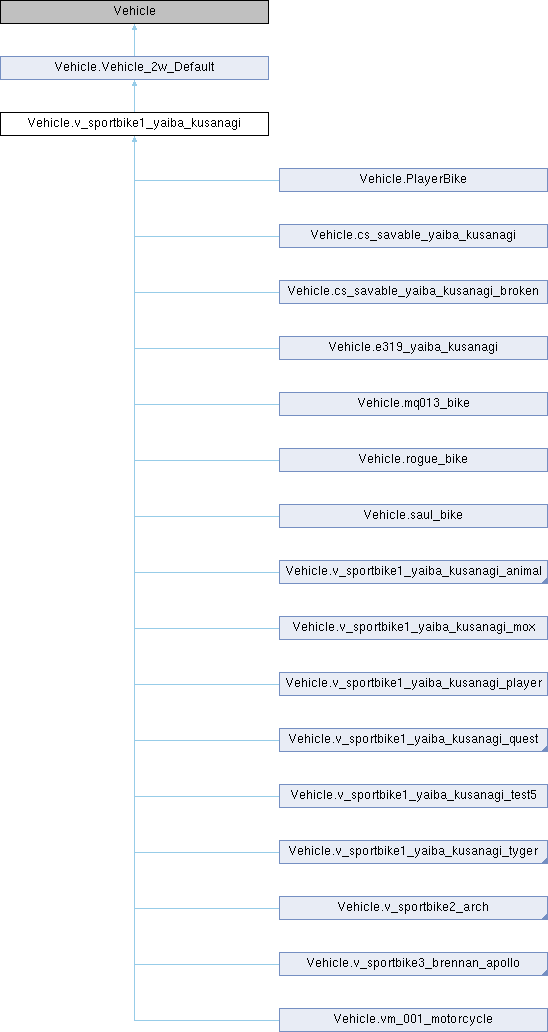 Vehicle
Vehicle.Vehicle_2w_Default
Vehicle.v_sportbike1_yaiba_kusanagi
Vehicle.PlayerBike
Vehicle.cs_savable_yaiba_kusanagi
Vehicle.cs_savable_yaiba_kusanagi_broken
Vehicle.e319_yaiba_kusanagi
Vehicle.mq013_bike
Vehicle.rogue_bike
Vehicle.saul_bike
Vehicle.v_sportbike1_yaiba_kusanagi_animal
Vehicle.v_sportbike1_yaiba_kusanagi_mox
Vehicle.v_sportbike1_yaiba_kusanagi_player
Vehicle.v_sportbike1_yaiba_kusanagi_quest
Vehicle.v_sportbike1_yaiba_kusanagi_test5
Vehicle.v_sportbike1_yaiba_kusanagi_tyger
Vehicle.v_sportbike2_arch
Vehicle.v_sportbike3_brennan_apollo
Vehicle.vm_001_motorcycle